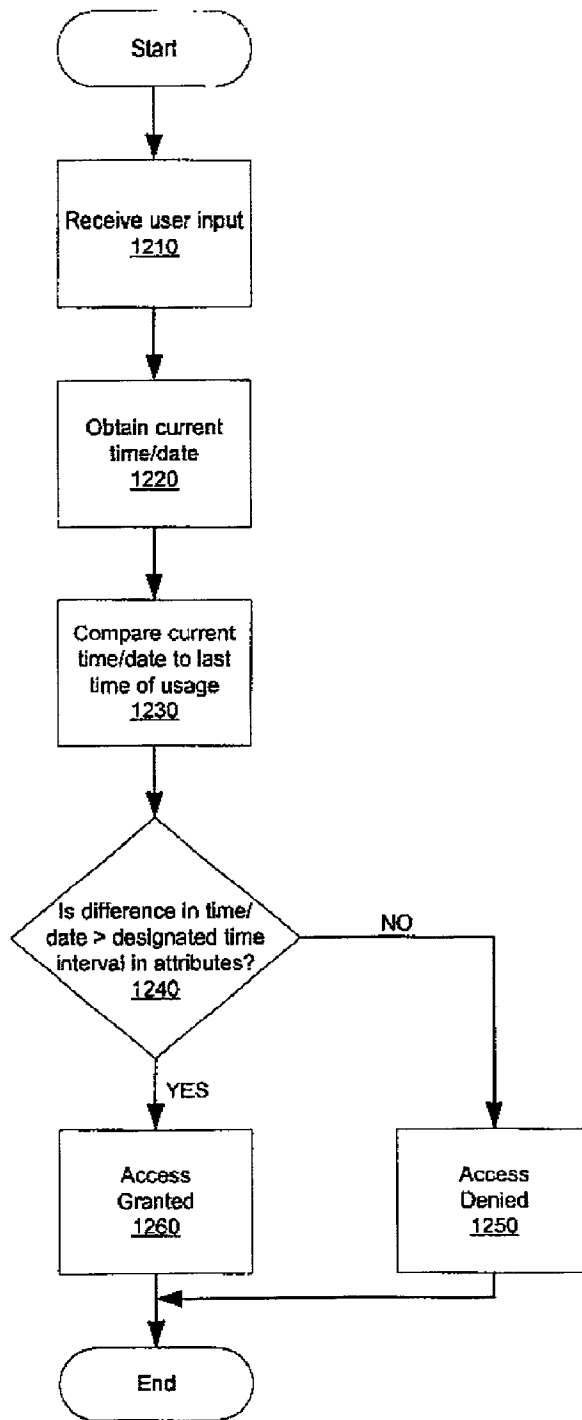 Start
Receive user input
1210
Obtain current
time/date
1220
Compare current
time/date to last
time of usage
1230
Is difference in time/
date > designated time
interval in attributes?
1240
NO
YES
Access
Granted
1260
Access
Denied
1250
End